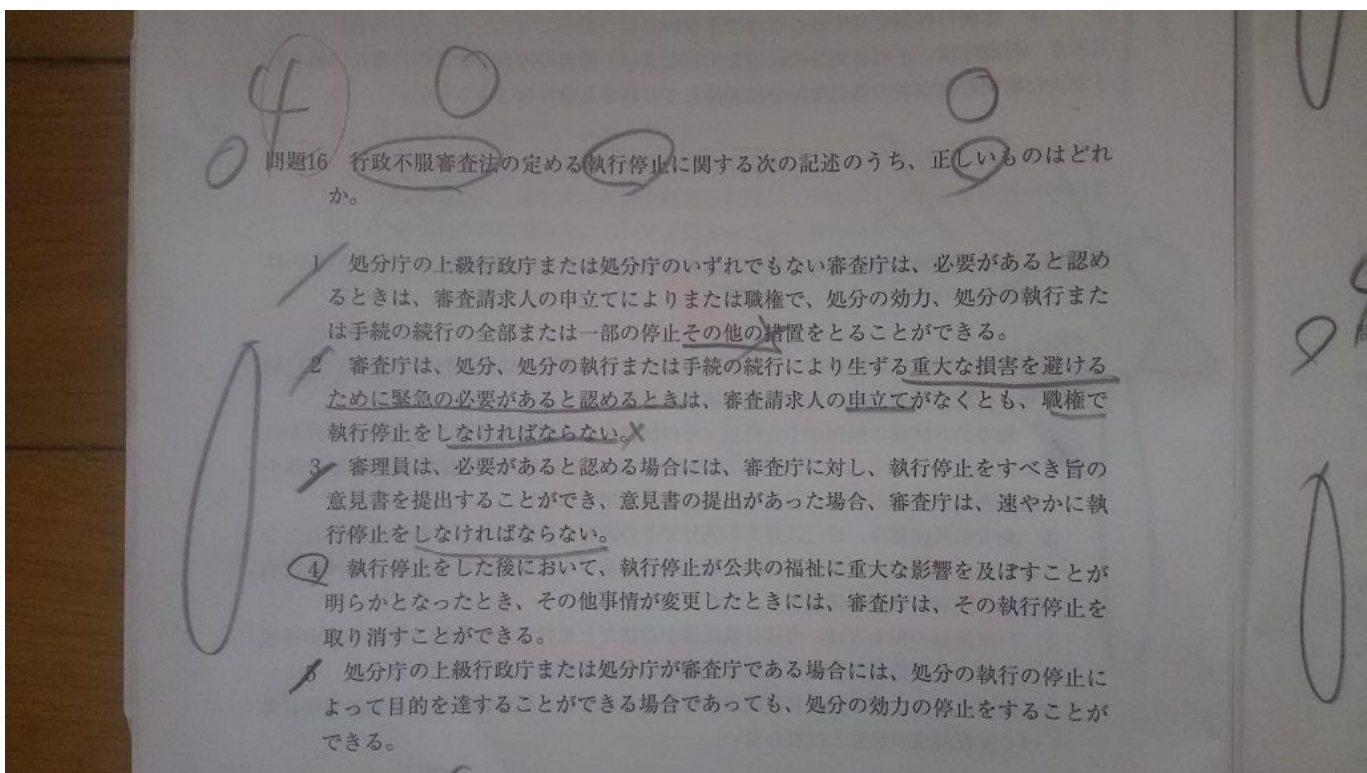 4
問題16 行政不服審査法の定める執行停止に関する次の記述のうち、正しいものはどれ
か。
1 処分庁の上級行政庁または処分庁のいずれでもない審査庁は、必要があると認め
るときは、審査請求人の申立てによりまたは職権で、処分の効力、処分の執行また
は手続の続行の全部または一部の停止その他の措置をとることができる。
2 審査庁は、処分、処分の執行または手続の続行により生ずる重大な損害を避ける
ために緊急の必要があると認めるときは、審査請求人の申立てがなくとも、職権で
執行停止をしなければならない。
3 審理員は、必要があると認める場合には、審査庁に対し、執行停止をすべき旨の
意見書を提出することができ、意見書の提出があった場合、審査庁は、速やかに執
行停止をしなければならない。
4 執行停止をした後において、執行停止が公共の福祉に重大な影響を及ぼすことが
明らかとなったとき、その他事情が変更したときには、審査庁は、その執行停止を
取り消すことができる。
5 処分庁の上級行政庁または処分庁が審査庁である場合には、処分の執行の停止に
よって目的を達することができる場合であっても、処分の効力の停止をすることが
できる。